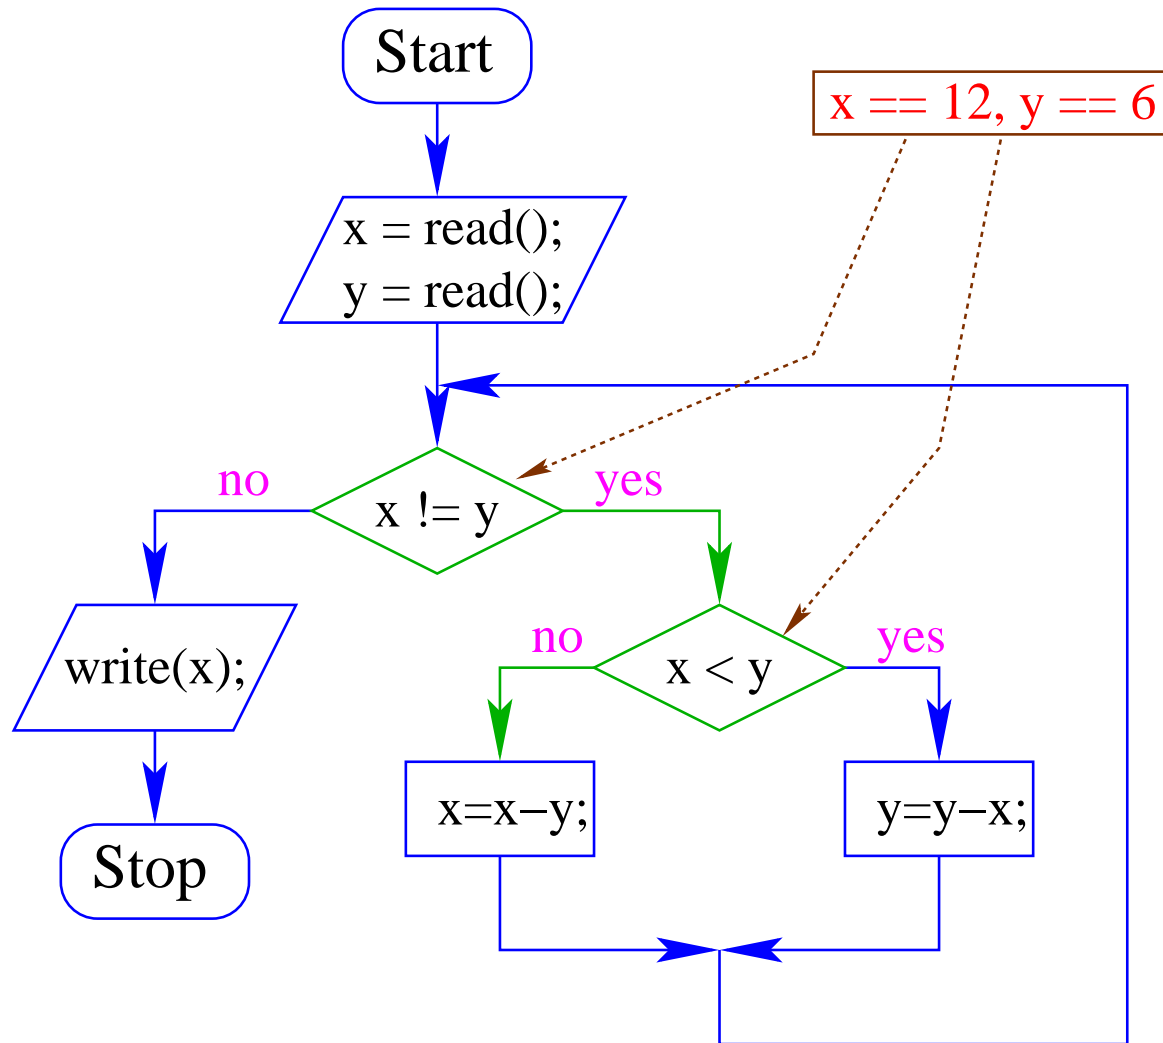 Start
x == 12, y == 6
x = read();
y = read();
no
yes
x != y
no
yes
write(x);
x < y
x=x−y;
y=y−x;
Stop